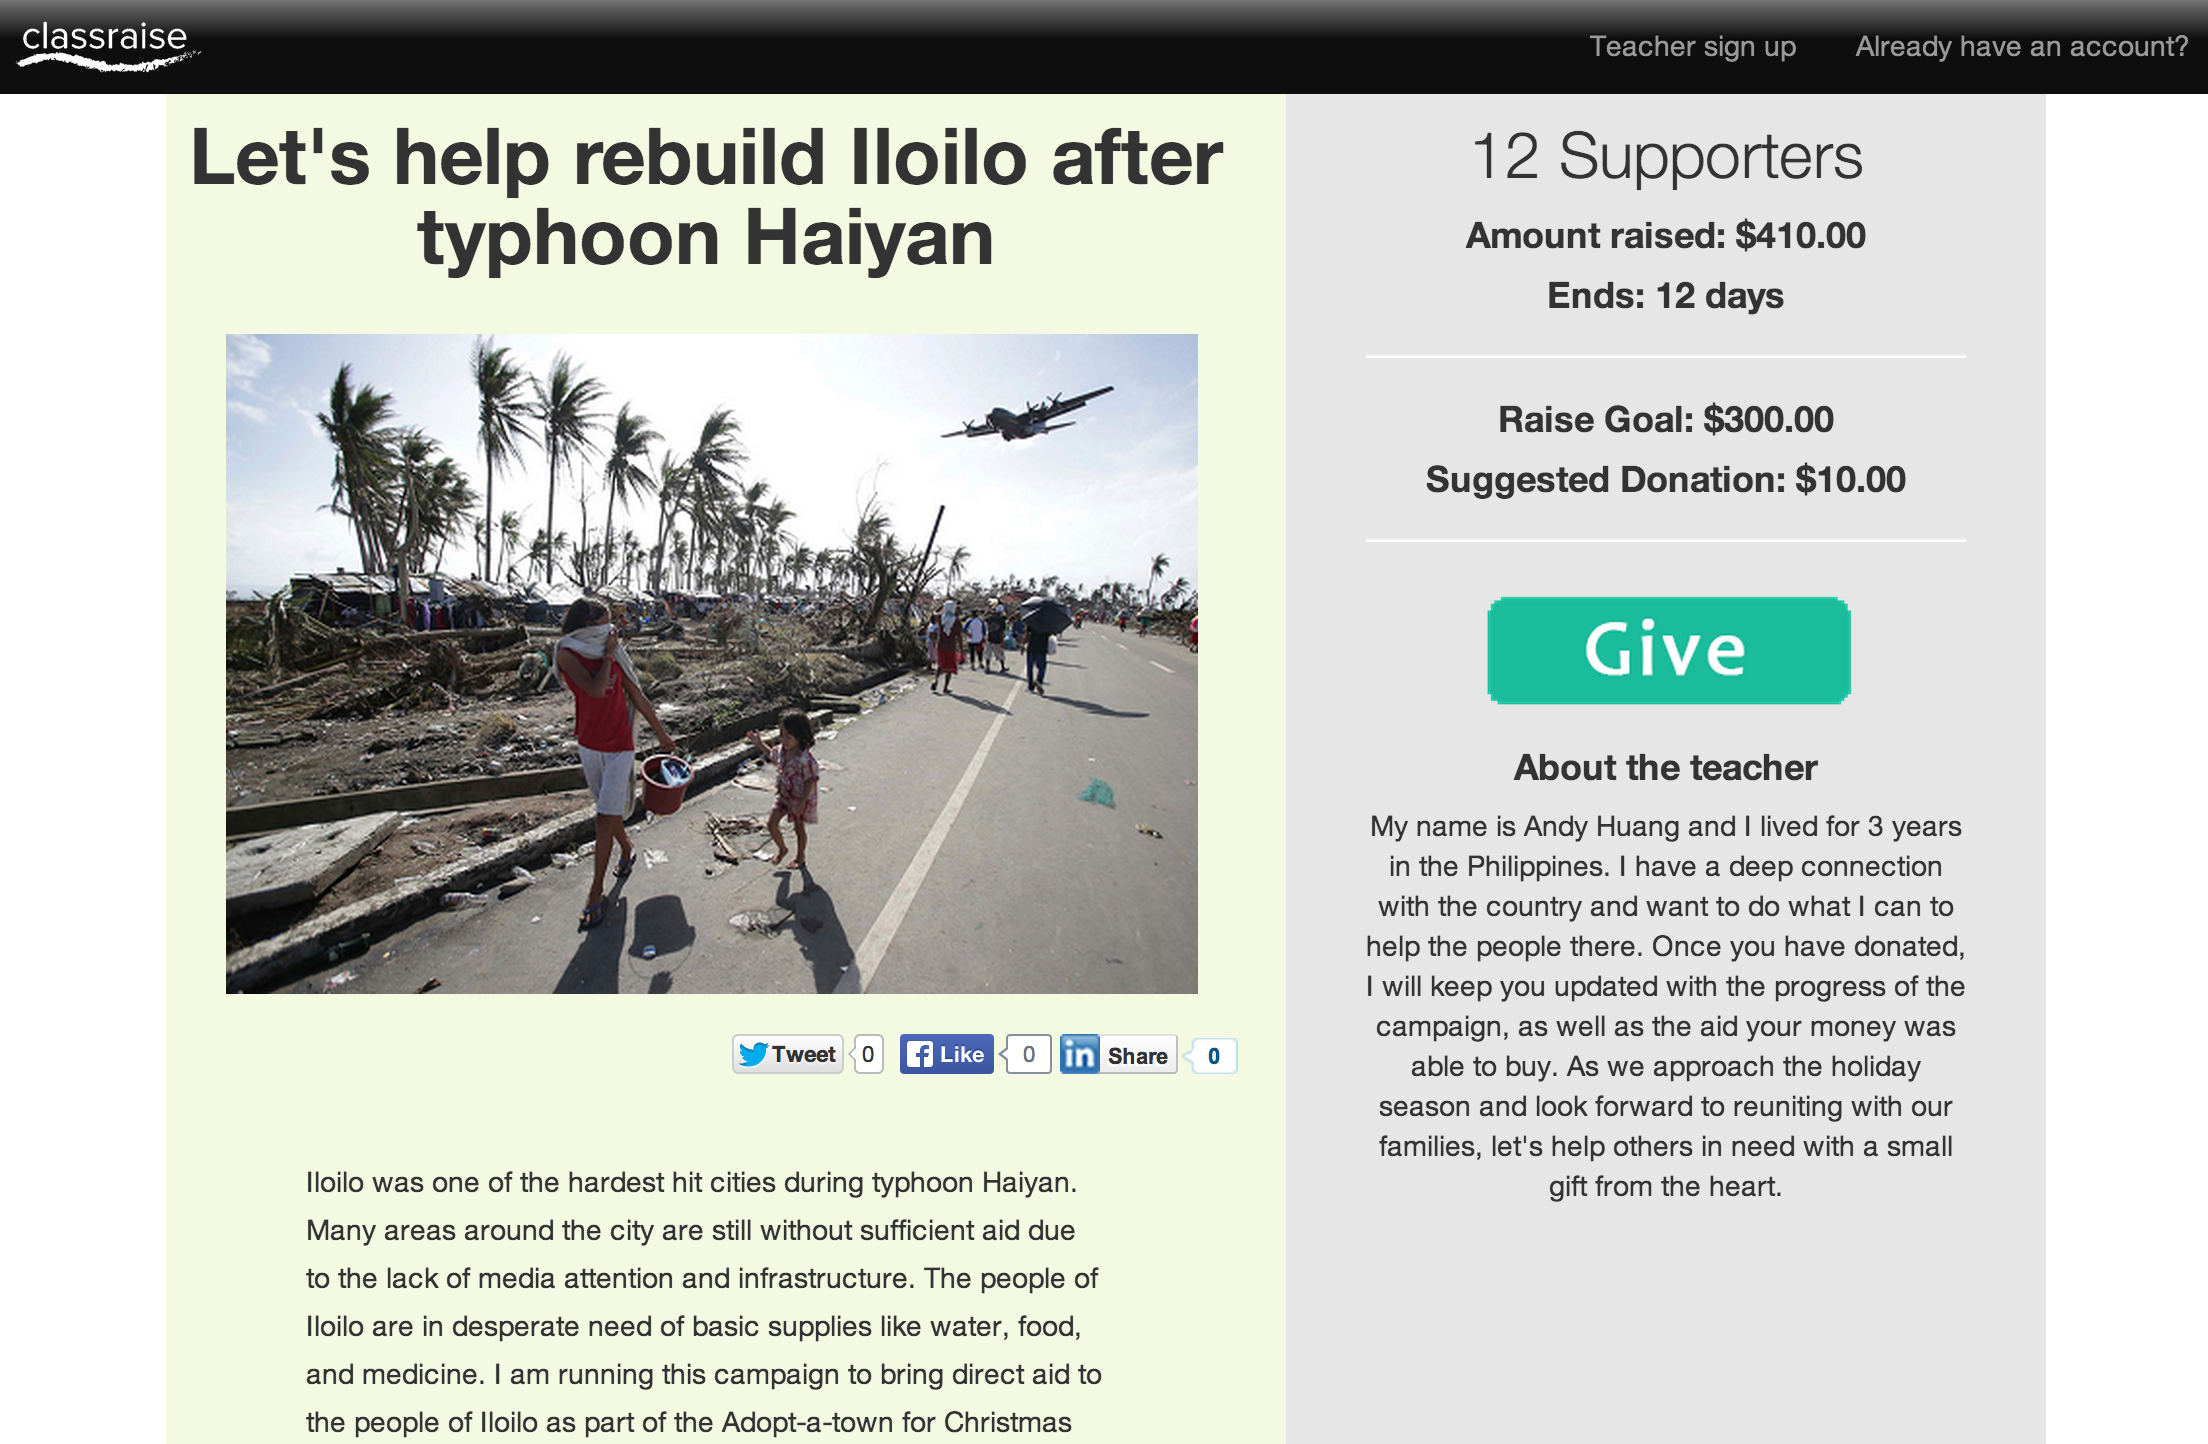 classraise
Teacher sign up
Already have an account?
Let's help rebuild Iloilo after
typhoon Haiyan
Tweet
0
Like
0
in Share
0
Iloilo was one of the hardest hit cities during typhoon Haiyan.
Many areas around the city are still without sufficient aid due
to the lack of media attention and infrastructure. The people of
Iloilo are in desperate need of basic supplies like water, food,
and medicine. I am running this campaign to bring direct aid to
the people of Iloilo as part of the Adopt-a-town for Christmas
12 Supporters
Amount raised: $410.00
Ends: 12 days
Raise Goal: $300.00
Suggested Donation: $10.00
Give
About the teacher
My name is Andy Huang and I lived for 3 years
in the Philippines. I have a deep connection
with the country and want to do what I can to
help the people there. Once you have donated,
I will keep you updated with the progress of the
campaign, as well as the aid your money was
able to buy. As we approach the holiday
season and look forward to reuniting with our
families, let's help others in need with a small
gift from the heart.